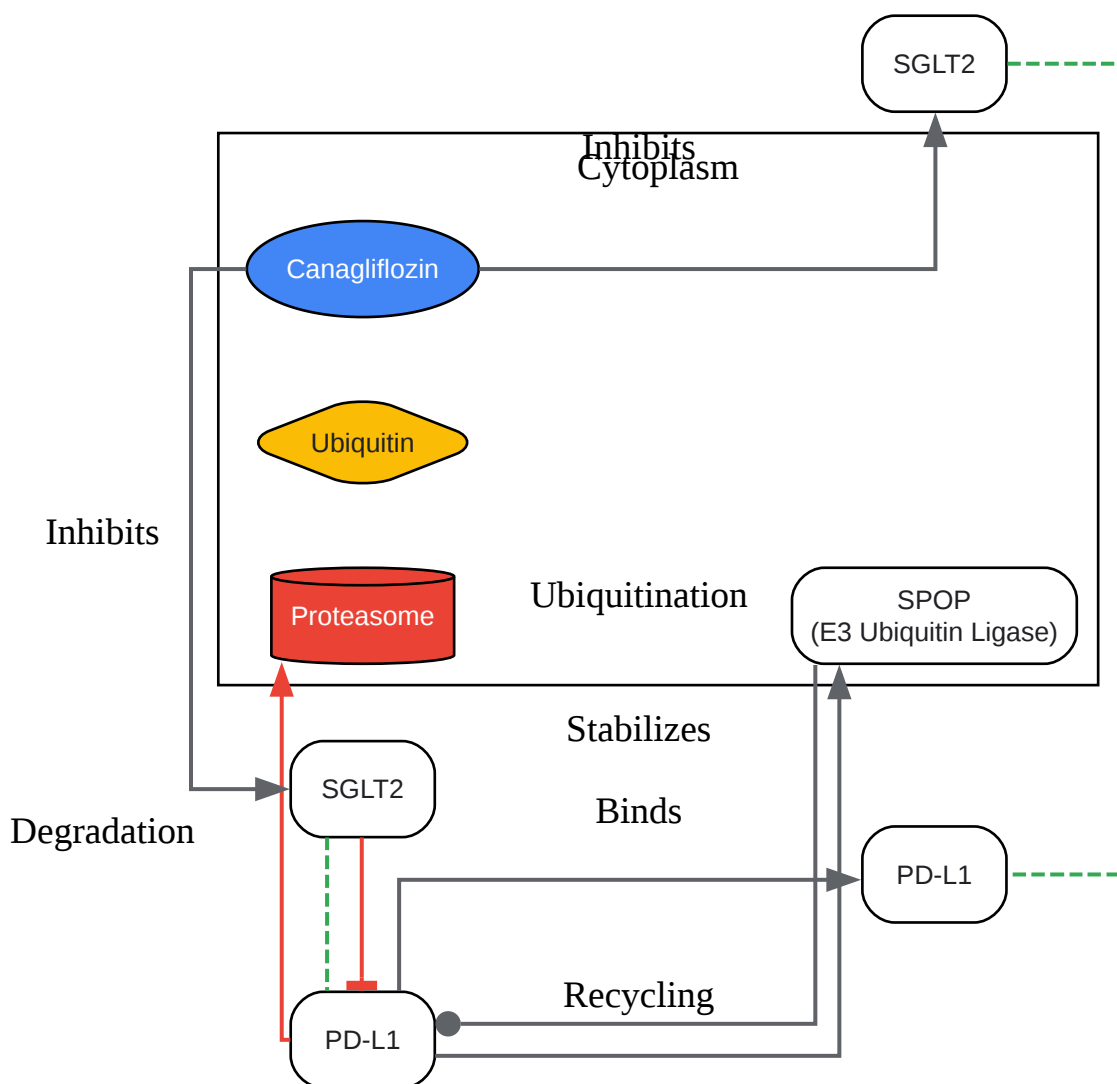 SGLT2
Inhibits
Cytoplasm
Canagliflozin
Ubiquitin
Inhibits
Ubiquitination
Proteasome
SPOP
(E3 Ubiquitin Ligase)
Stabilizes
SGLT2
Binds
Degradation
PD-L1
Recycling
PD-L1